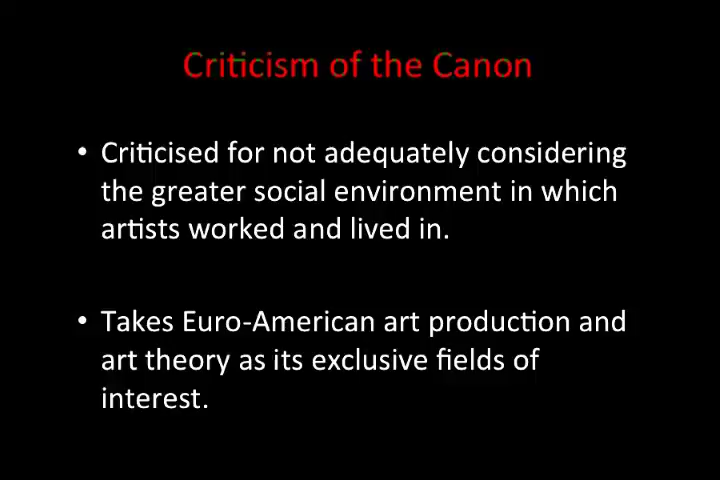 Criticism of the Canon
• Criticised for not adequately considering
the greater social environment in which
artists worked and lived in.
• Takes Euro-American art production and
art theory as its exclusive fields of
interest.